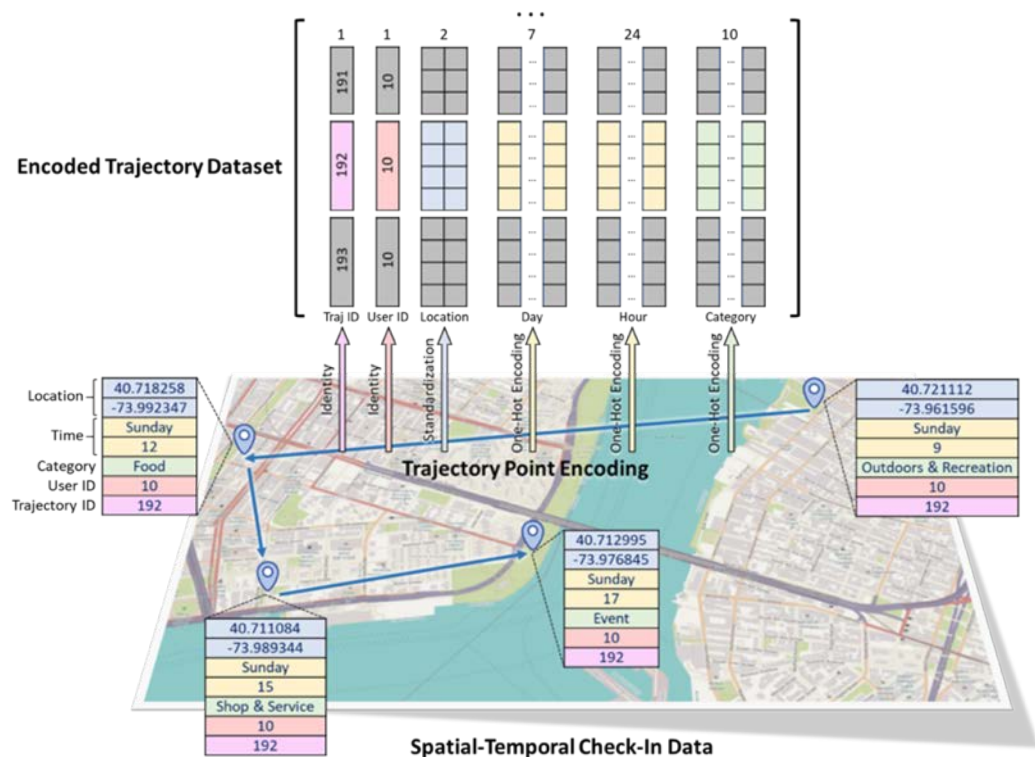 ...
1 1 2 7 24 10
... ... ...
191 10
... ... ...
... ... ...
Encoded Trajectory Dataset
192 10
... ... ...
... ... ...
... ... ...
... ... ...
193 10
... ... ...
... ... ...
... ... ...
... ... ...
Traj ID User ID Location Day Hour Category
Identity
Identity
Standardization
One-Hot Encoding
One-Hot Encoding
One-Hot Encoding
Trajectory Point Encoding
Location
Time
Category
User ID
Trajectory ID
40.718258
-73.992347
Sunday
12
Food
10
192
40.721112
-73.961596
Sunday
9
Outdoors & Recreation
10
192
40.712995
-73.976845
Sunday
17
Event
10
192
40.711084
-73.989344
Sunday
15
Shop & Service
10
192
Spatial-Temporal Check-In Data